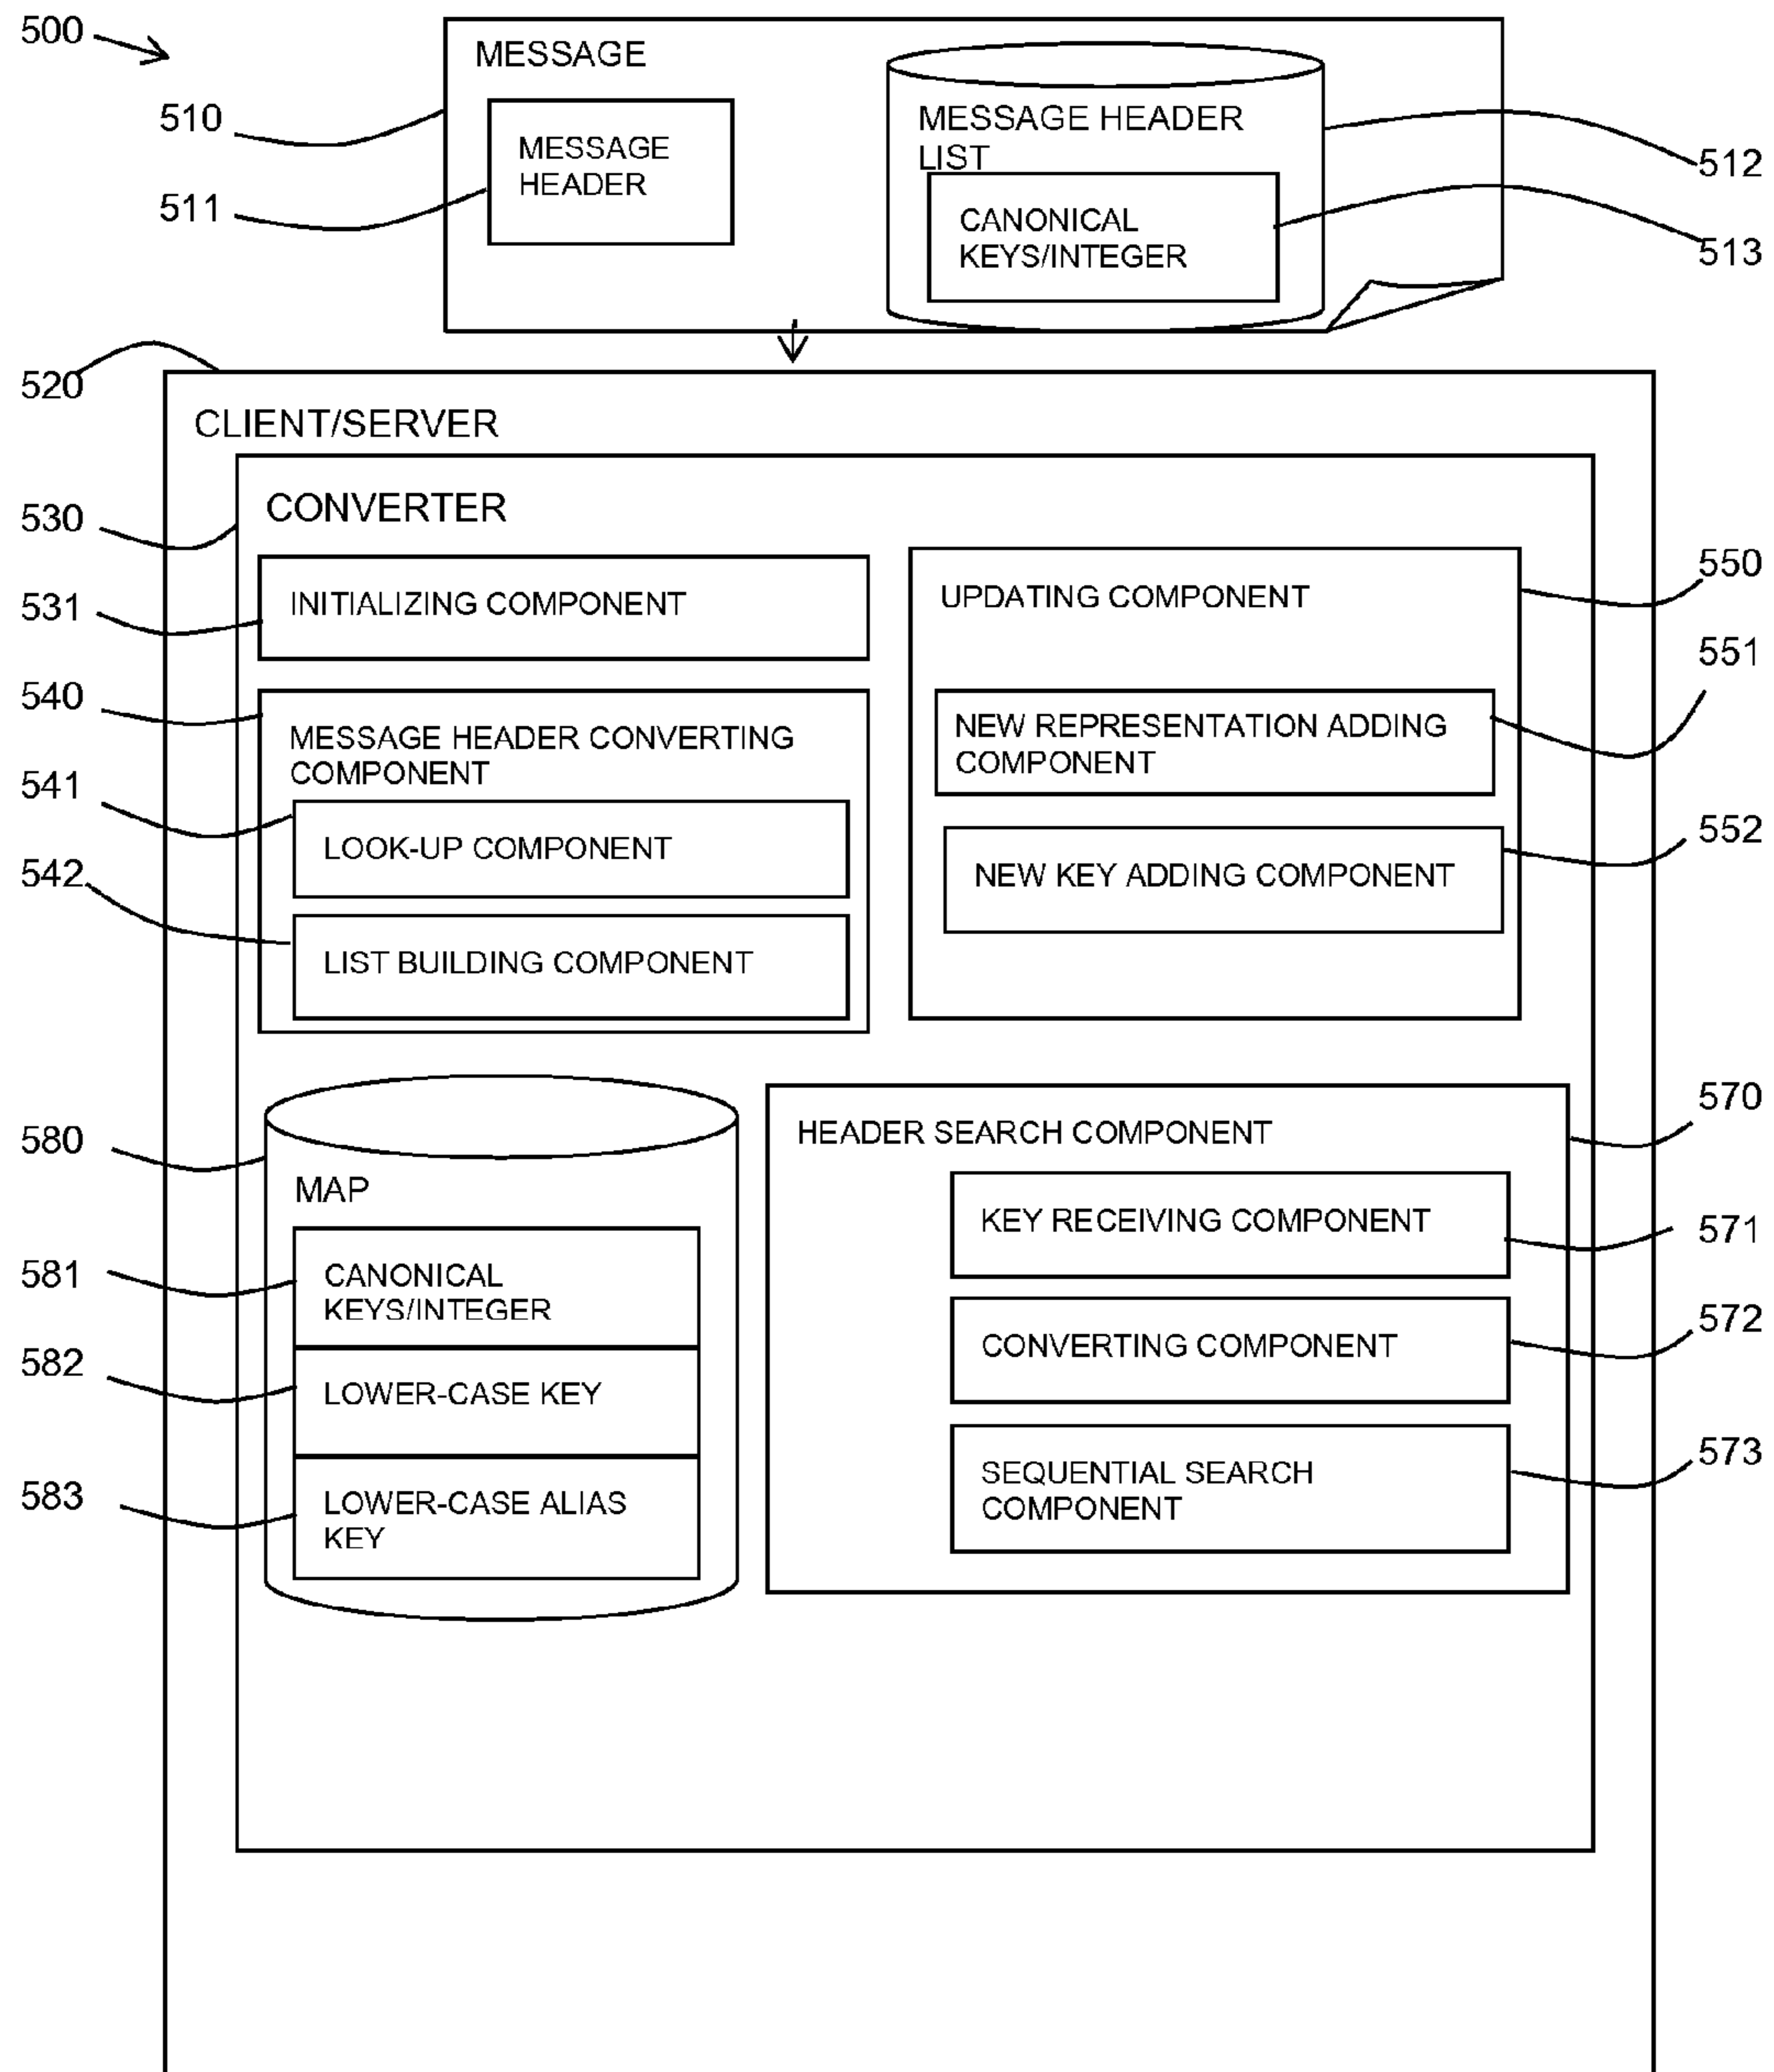 500
MESSAGE
510
MESSAGE
HEADER
511
MESSAGE HEADER
LIST
512
CANONICAL
KEYS/INTEGER
513
520
CLIENT/SERVER
530
CONVERTER
531
INITIALIZING COMPONENT
540
MESSAGE HEADER CONVERTING
COMPONENT
541
LOOK-UP COMPONENT
542
LIST BUILDING COMPONENT
550
UPDATING COMPONENT
551
NEW REPRESENTATION ADDING
COMPONENT
552
NEW KEY ADDING COMPONENT
580
MAP
581
CANONICAL
KEYS/INTEGER
582
LOWER-CASE KEY
583
LOWER-CASE ALIAS
KEY
570
HEADER SEARCH COMPONENT
KEY RECEIVING COMPONENT
571
CONVERTING COMPONENT
572
SEQUENTIAL SEARCH
COMPONENT
573